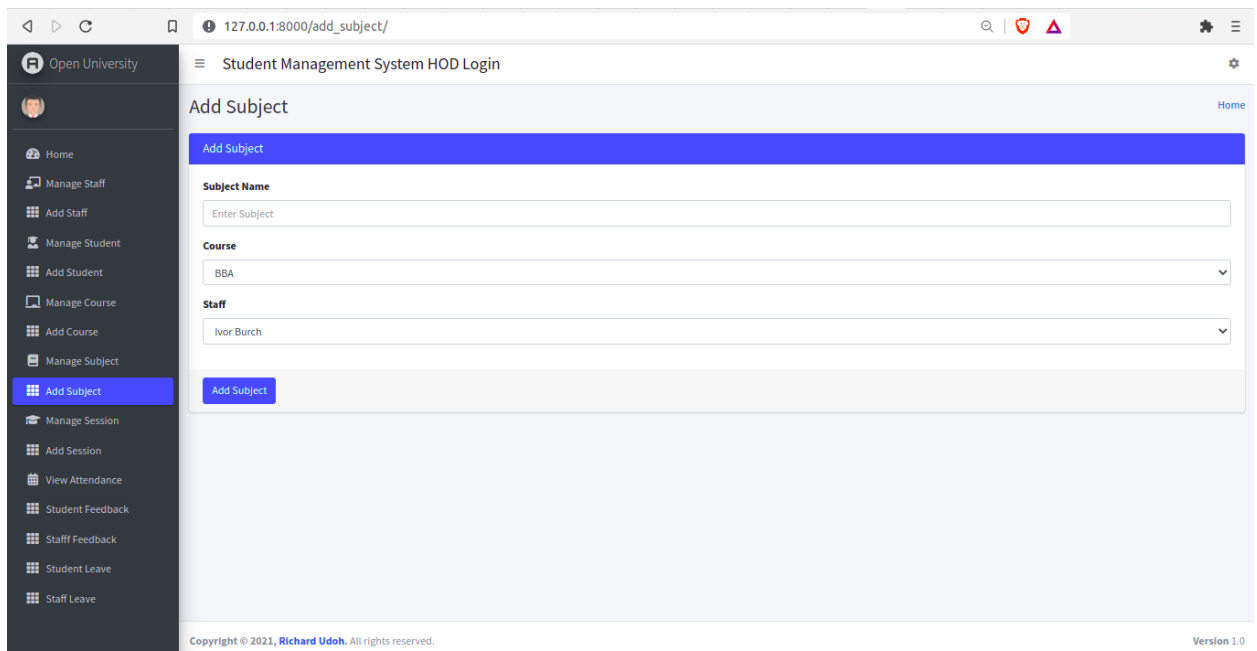 127.0.0.1:8000/add_subject/
Open University
Student Management System HOD Login
Add Subject
Home
Home
Manage Staff
Add Staff
Manage Student
Add Student
Manage Course
Add Course
Manage Subject
Add Subject
Manage Session
Add Session
View Attendance
Student Feedback
Stafff Feedback
Student Leave
Staff Leave
Add Subject
Subject Name
Enter Subject
Course
BBA
Staff
Ivor Burch
Add Subject
Copyright © 2021, Richard Udoh. All rights reserved.
Version 1.0